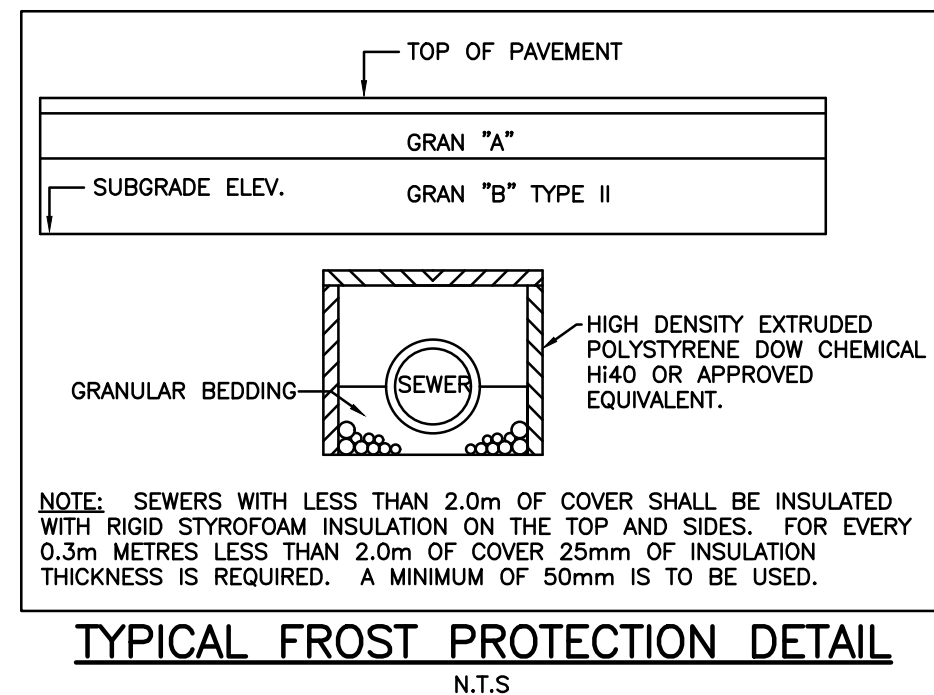 TOP OF PAVEMENT
GRAN "A"
SUBGRADE ELEV.
GRAN "B" TYPE II
HIGH DENSITY EXTRUDED
POLYSTYRENE DOW CHEMICAL
Hi40 OR APPROVED
EQUIVALENT.
GRANULAR BEDDING
SEWER
NOTE: SEWERS WITH LESS THAN 2.0m OF COVER SHALL BE INSULATED
WITH RIGID STYROFOAM INSULATION ON THE TOP AND SIDES. FOR EVERY
0.3m METRES LESS THAN 2.0m OF COVER 25mm OF INSULATION
THICKNESS IS REQUIRED. A MINIMUM OF 50mm IS TO BE USED.
TYPICAL FROST PROTECTION DETAIL
N.T.S